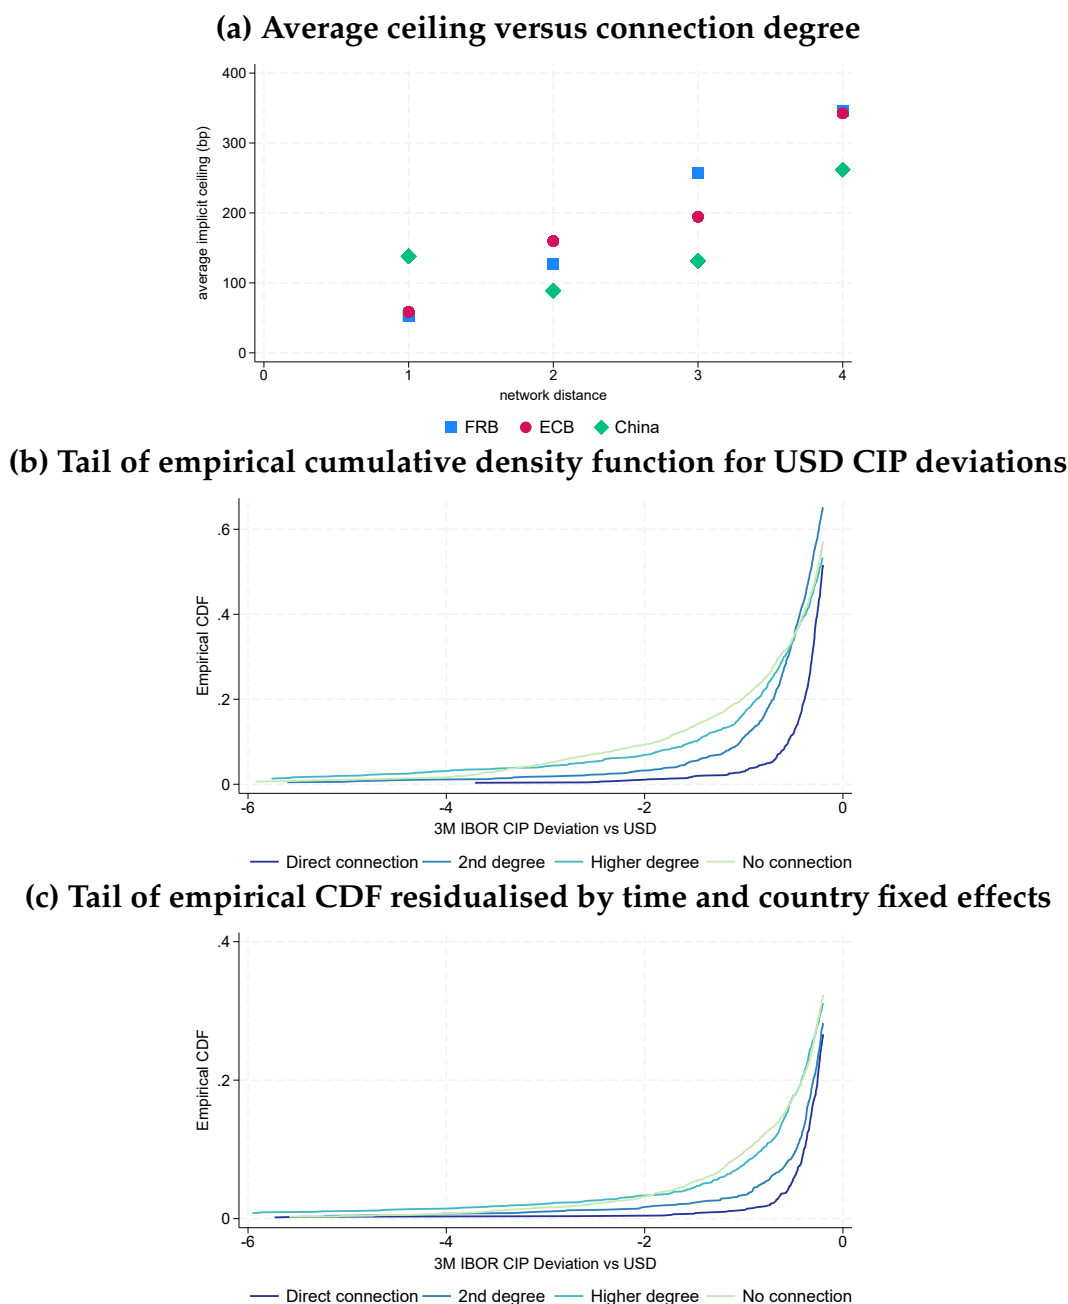 (a) Average ceiling versus connection degree
400
300
200
100
0
average implicit ceiling (bp)
0 1 2 3 4
network distance
FRB ECB China
(b) Tail of empirical cumulative density function for USD CIP deviations
.6
.4
.2
0
Empirical CDF
-6 -4 -2 0
3M IBOR CIP Deviation vs USD
Direct connection 2nd degree Higher degree No connection
(c) Tail of empirical CDF residualised by time and country fixed effects
.4
.2
0
Empirical CDF
-6 -4 -2 0
3M IBOR CIP Deviation vs USD
Direct connection 2nd degree Higher degree No connection